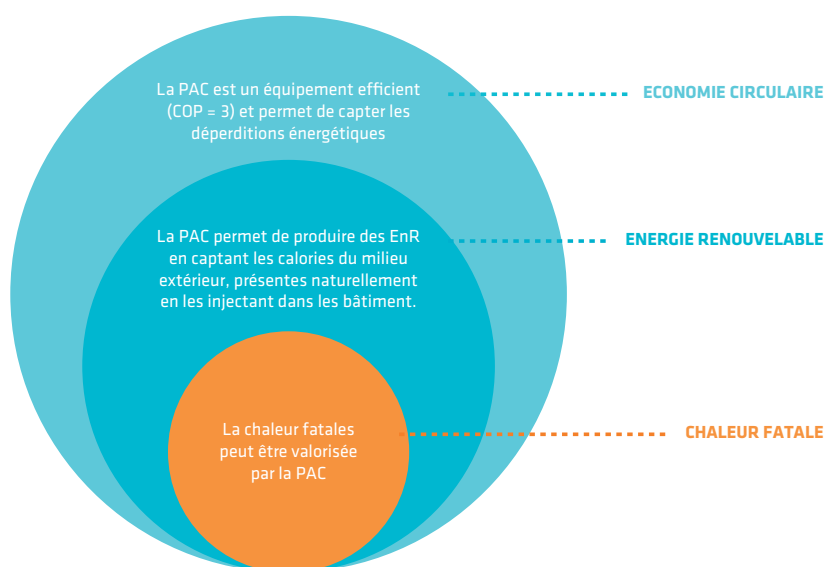 La PAC est un équipement efficient
(COP = 3) et permet de capter les
déperditions énergétiques
ECONOMIE CIRCULAIRE
La PAC permet de produire des EnR
en captant les calories du milieu
extérieur, présentes naturellement
en les injectant dans les bâtiment.
ENERGIE RENOUVELABLE
La chaleur fatales
peut être valorisée
par la PAC
CHALEUR FATALE